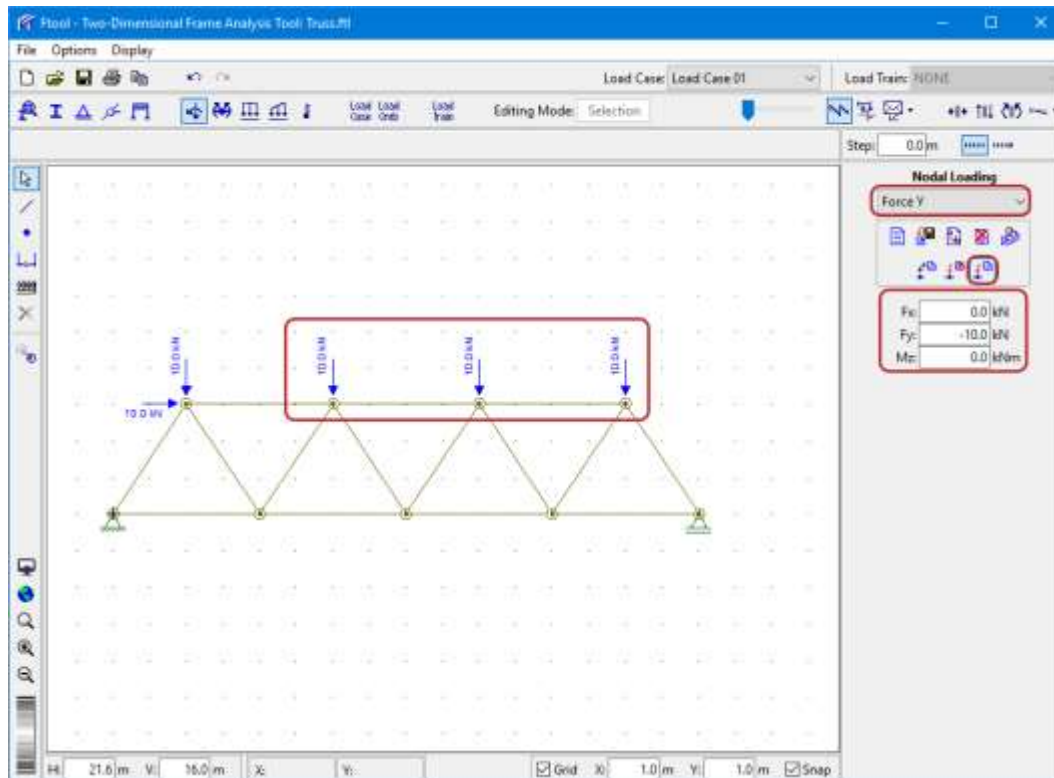 Ftool - Two-Dimensional Frame Analysis Tool: Truss.ftl
File Options Display
Load Case: Load Case 01 Load Train: NONE
Load Case Load Cmb Load Train Editing Mode: Selection
Step: 0.0 m
Nodal Loading
Force Y
Fx: 0.0 kN
Fy: -10.0 kN
Mz: 0.0 kNm
10.0 kN 10.0 kN 10.0 kN 10.0 kN
10.0 kN
H: 21.6 m V: 16.0 m X: Y: Grid X: 1.0 m Y: 1.0 m Snap